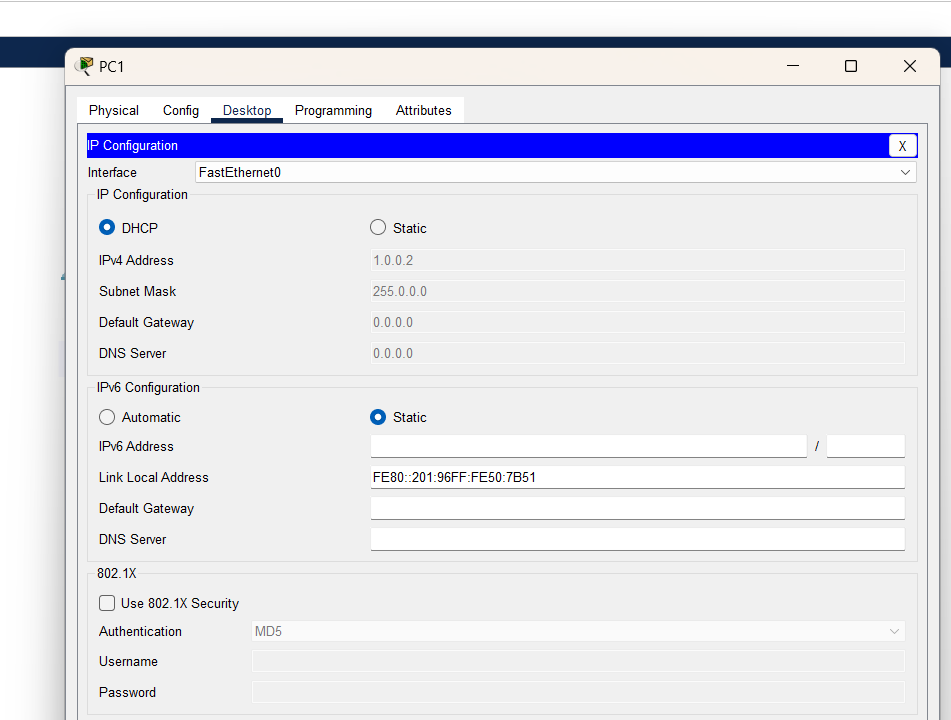 PC1
Physical Config Desktop Programming Attributes
IP Configuration X
Interface FastEthernet0
IP Configuration
DHCP Static
IPv4 Address 1.0.0.2
Subnet Mask 255.0.0.0
Default Gateway 0.0.0.0
DNS Server 0.0.0.0
IPv6 Configuration
Automatic Static
IPv6 Address /
Link Local Address FE80::201:96FF:FE50:7B51
Default Gateway
DNS Server
802.1X
Use 802.1X Security
Authentication MD5
Username
Password